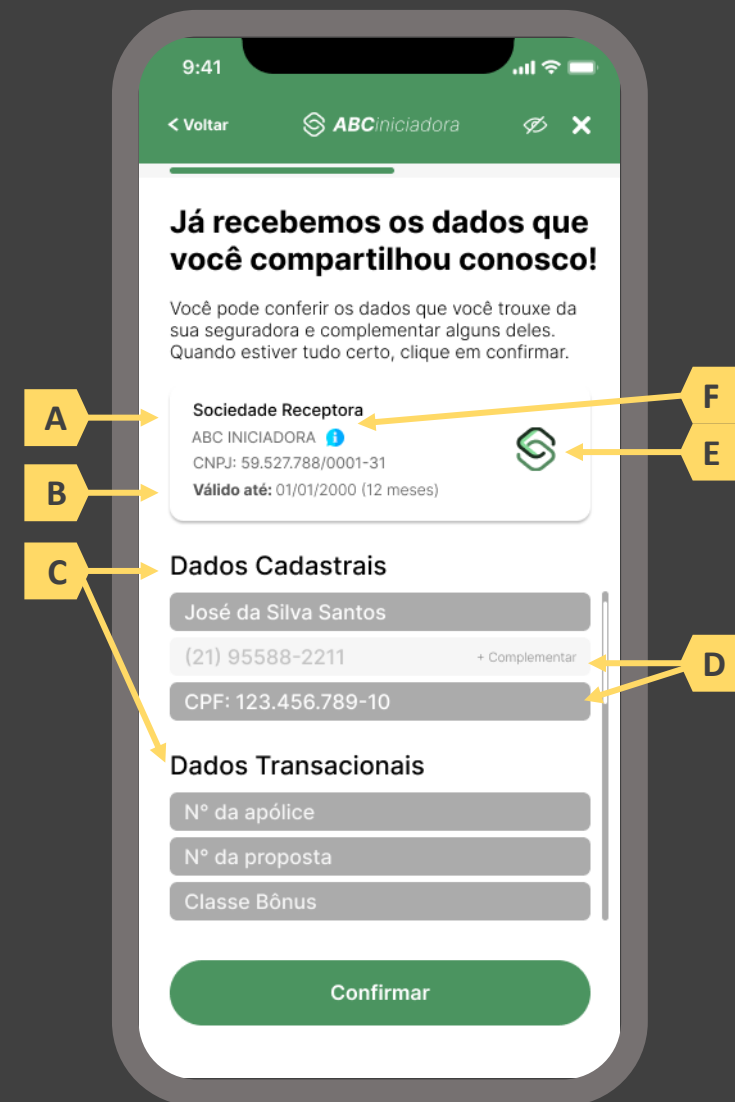 9:41
< Voltar
ABCiniciadora
Já recebemos os dados que
você compartilhou conosco!
Você pode conferir os dados que você trouxe da
sua seguradora e complementar alguns deles.
Quando estiver tudo certo, clique em confirmar.
A
Sociedade Receptora
F
ABC INICIADORA
E
CNPJ: 59.527.788/0001-31
B
Válido até: 01/01/2000 (12 meses)
C
Dados Cadastrais
José da Silva Santos
(21) 95588-2211 + Complementar
D
CPF: 123.456.789-10
Dados Transacionais
Nº da apólice
Nº da proposta
Classe Bônus
Confirmar